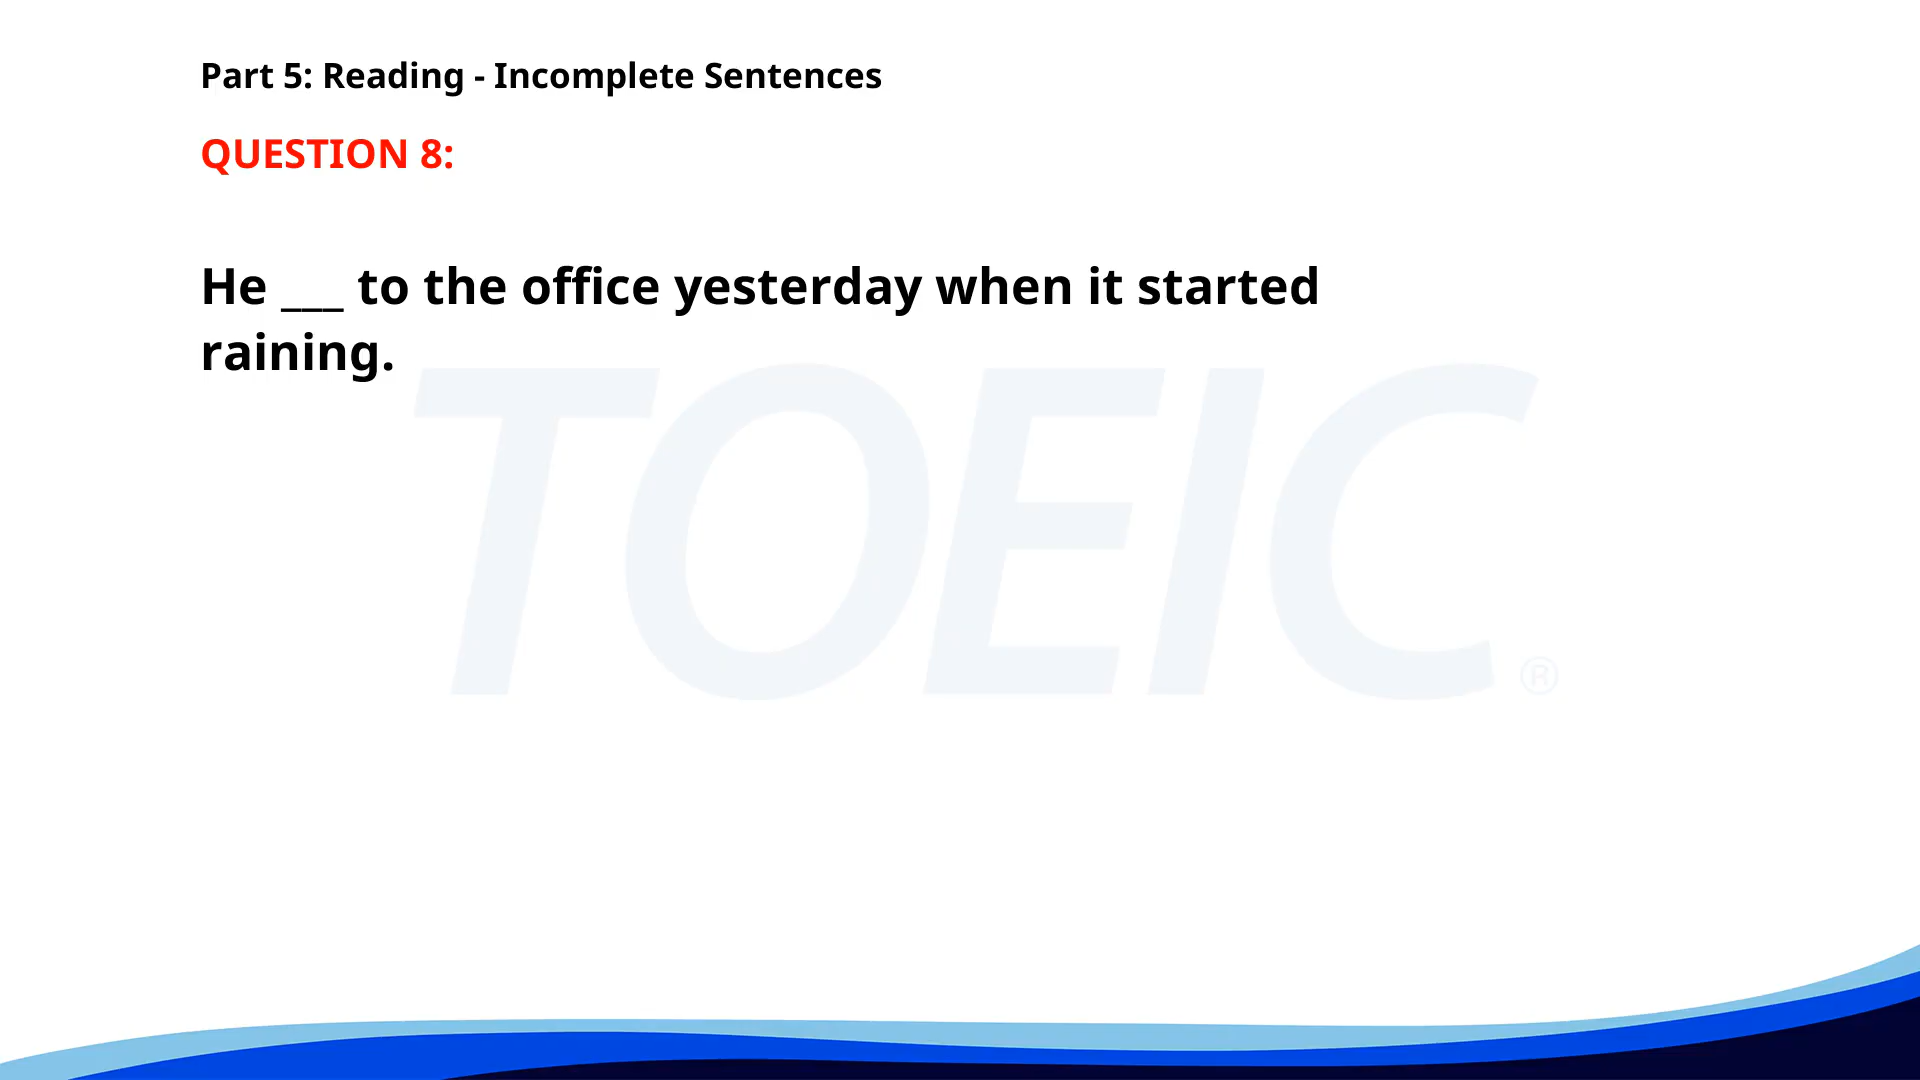 Part 5: Reading - Incomplete Sentences
QUESTION 8:
He ___ to the office yesterday when it started
raining.
TOEIC®